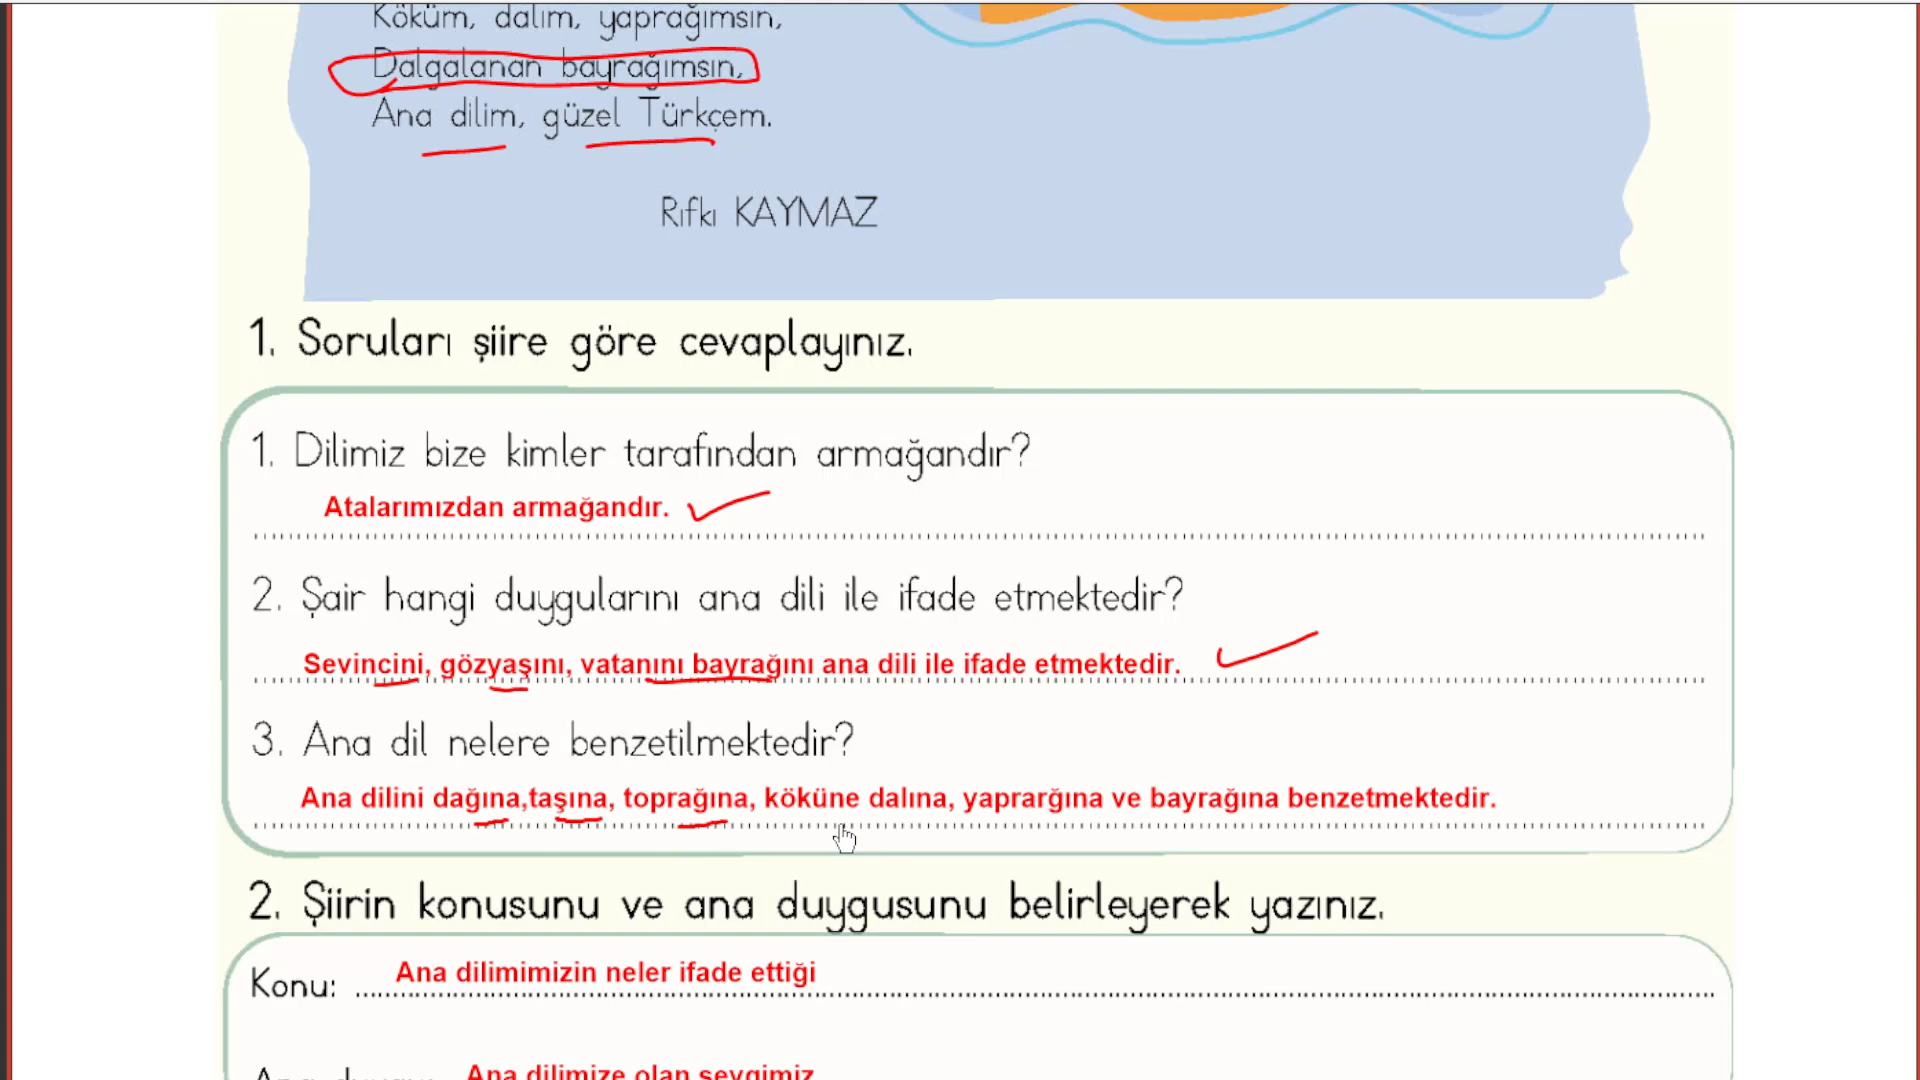 Köküm, dalım, yaprağımsın,
Dalgalanan bayrağımsın,
Ana dilim, güzel Türkçem.
Rıfkı KAYMAZ
1. Soruları şiire göre cevaplayınız.
1. Dilimiz bize kimler tarafından armağandır?
Atalarımızdan armağandır.
2. Şair hangi duygularını ana dili ile ifade etmektedir?
Sevincini, gözyaşını, vatanını bayrağını ana dili ile ifade etmektedir.
3. Ana dil nelere benzetilmektedir?
Ana dilini dağına,taşına, toprağına, köküne dalına, yaprarğına ve bayrağına benzetmektedir.
2. Şiirin konusunu ve ana duygusunu belirleyerek yazınız.
Konu: Ana dilimimizin neler ifade ettiği
Ana dilimize olan sevgimiz